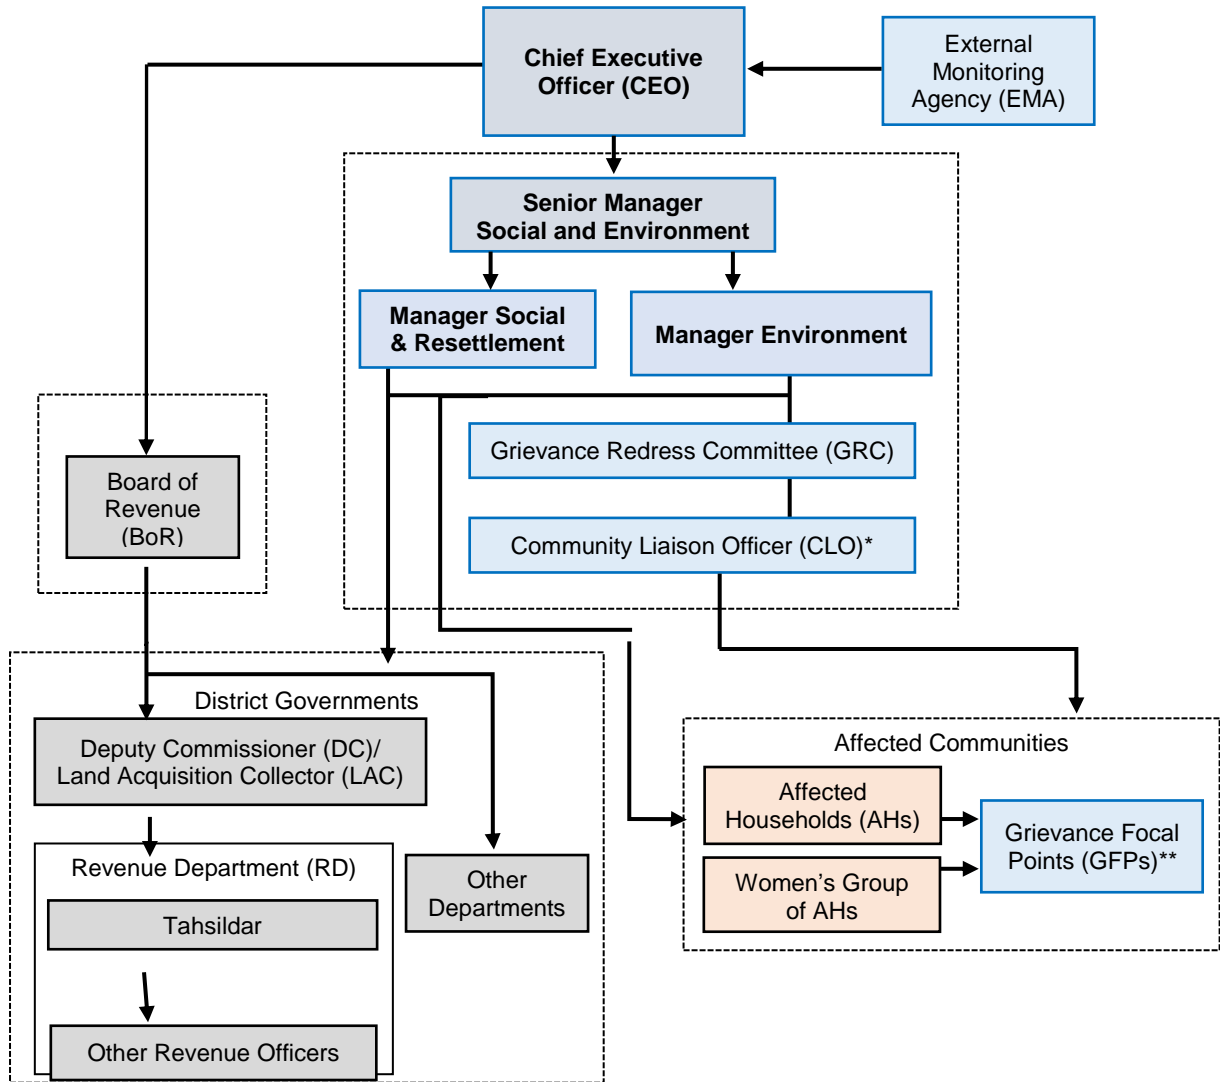 Chief Executive
Officer (CEO)
External
Monitoring
Agency (EMA)
Senior Manager
Social and Environment
Manager Social
& Resettlement
Manager Environment
Grievance Redress Committee (GRC)
Board of
Revenue
(BoR)
Community Liaison Officer (CLO)*
District Governments
Deputy Commissioner (DC)/
Land Acquisition Collector (LAC)
Revenue Department (RD)
Tahsildar
Other Revenue Officers
Other
Departments
Affected Communities
Affected
Households (AHs)
Women’s Group
of AHs
Grievance Focal
Points (GFPs)**